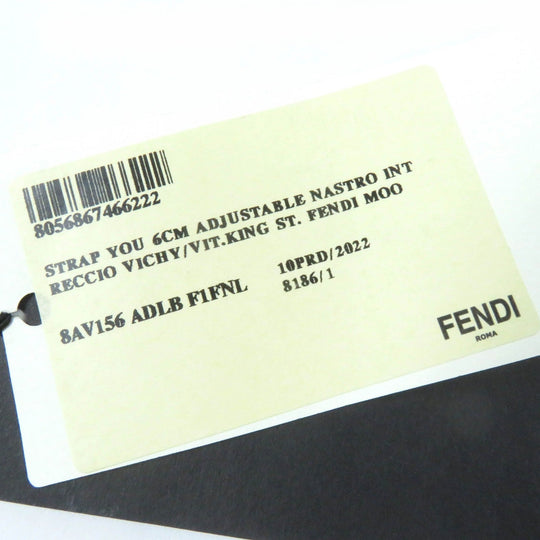 8056867466222
STRAP YOU 6CM ADJUSTABLE NASTRO INT
RECCIO VICHY/VIT.KING ST. FENDI MOO
8AV156 ADLB F1FNL
10PRD/2022
8186/1
FENDI
ROMA